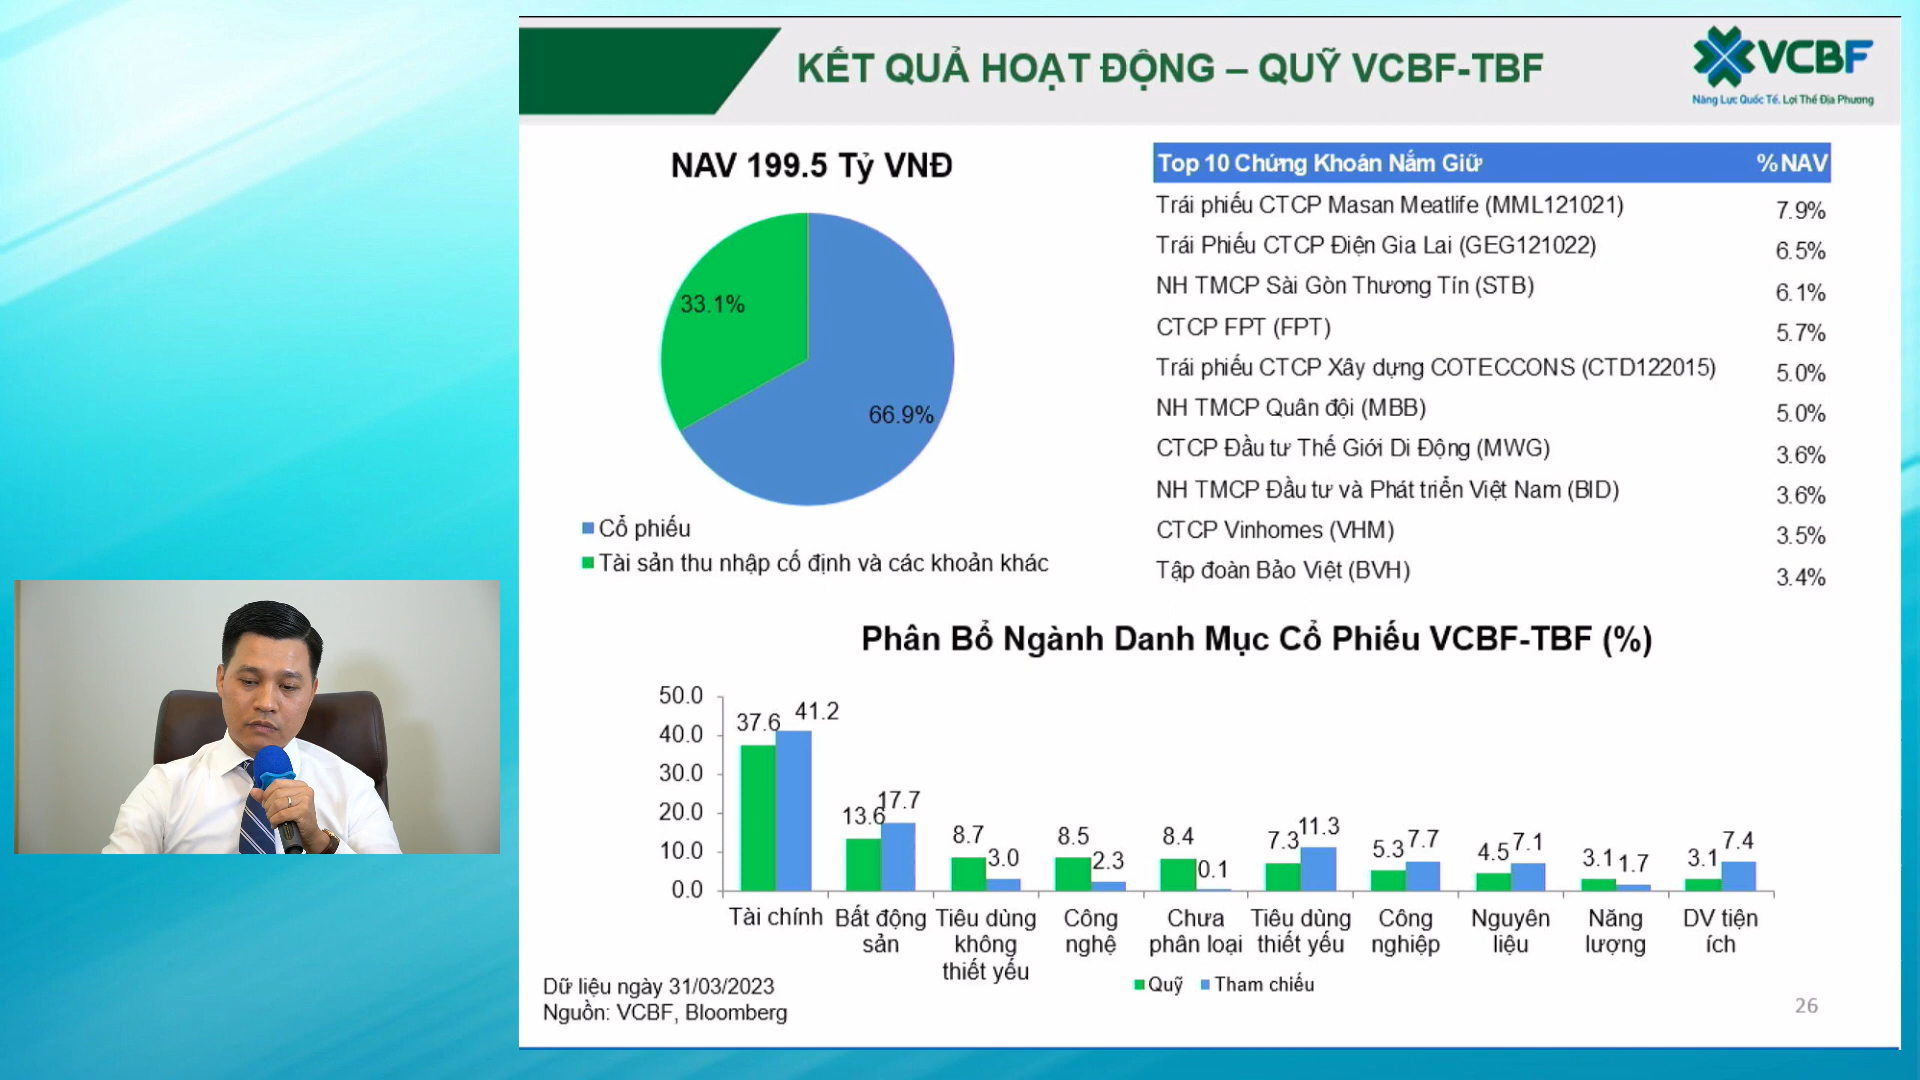 KẾT QUẢ HOẠT ĐỘNG – QUỸ VCBF-TBF
VCBF
Năng Lực Quốc Tế. Lợi Thế Địa Phương
NAV 199.5 Tỷ VNĐ
33.1%
66.9%
Cổ phiếu
Tài sản thu nhập cố định và các khoản khác
Top 10 Chứng Khoán Nắm Giữ %NAV
Trái phiếu CTCP Masan Meatlife (MML121021) 7.9%
Trái Phiếu CTCP Điện Gia Lai (GEG121022) 6.5%
NH TMCP Sài Gòn Thương Tín (STB) 6.1%
CTCP FPT (FPT) 5.7%
Trái phiếu CTCP Xây dựng COTECCONS (CTD122015) 5.0%
NH TMCP Quân đội (MBB) 5.0%
CTCP Đầu tư Thế Giới Di Động (MWG) 3.6%
NH TMCP Đầu tư và Phát triển Việt Nam (BID) 3.6%
CTCP Vinhomes (VHM) 3.5%
Tập đoàn Bảo Việt (BVH) 3.4%
Phân Bổ Ngành Danh Mục Cổ Phiếu VCBF-TBF (%)
50.0
40.0
30.0
20.0
10.0
0.0
37.6 41.2
13.6 17.7
8.7 3.0
8.5 2.3
8.4 0.1
7.3 11.3
5.3 7.7
4.5 7.1
3.1 1.7
3.1 7.4
Tài chính
Bất động
sản
Tiêu dùng
không
thiết yếu
Công
nghệ
Chưa
phân loại
Tiêu dùng
thiết yếu
Công
nghiệp
Nguyên
liệu
Năng
lượng
DV tiện
ích
Quỹ Tham chiếu
Dữ liệu ngày 31/03/2023
Nguồn: VCBF, Bloomberg
26